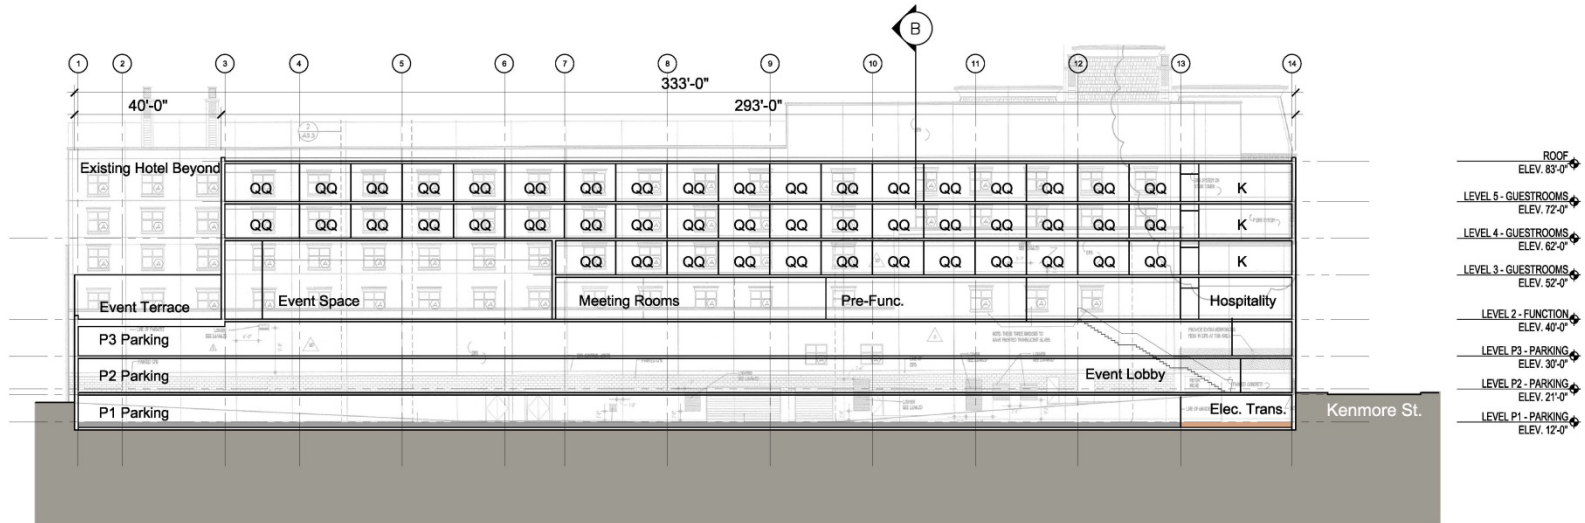 B
1 2 3 4 5 6 7 8 9 10 11 12 13 14
333'-0"
40'-0" 293'-0"
Existing Hotel Beyond
QQ QQ QQ QQ QQ QQ QQ QQ QQ QQ QQ QQ QQ QQ QQ QQ QQ QQ K
QQ QQ QQ QQ QQ QQ QQ QQ QQ QQ QQ QQ QQ QQ QQ QQ QQ QQ K
QQ QQ QQ QQ QQ QQ QQ QQ QQ QQ QQ QQ K
Event Terrace Event Space Meeting Rooms Pre-Func. Hospitality
P3 Parking
P2 Parking Event Lobby
P1 Parking Elec. Trans.
Kenmore St.
ROOF
ELEV. 83'-0"
LEVEL 5 - GUESTROOMS
ELEV. 72'-0"
LEVEL 4 - GUESTROOMS
ELEV. 62'-0"
LEVEL 3 - GUESTROOMS
ELEV. 52'-0"
LEVEL 2 - FUNCTION
ELEV. 40'-0"
LEVEL P3 - PARKING
ELEV. 30'-0"
LEVEL P2 - PARKING
ELEV. 21'-0"
LEVEL P1 - PARKING
ELEV. 12'-0"